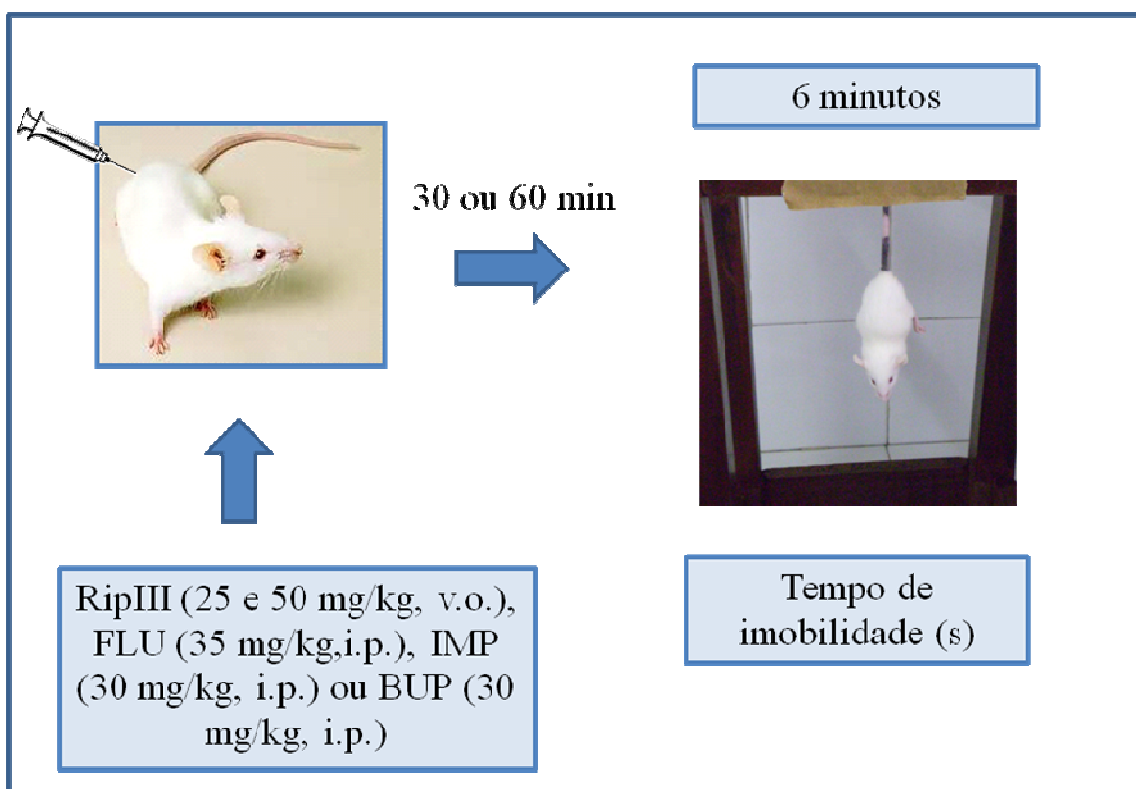 6 minutos
30 ou 60 min
RipIII (25 e 50 mg/kg, v.o.),
FLU (35 mg/kg,i.p.), IMP
(30 mg/kg, i.p.) ou BUP (30
mg/kg, i.p.)
Tempo de
imobilidade (s)